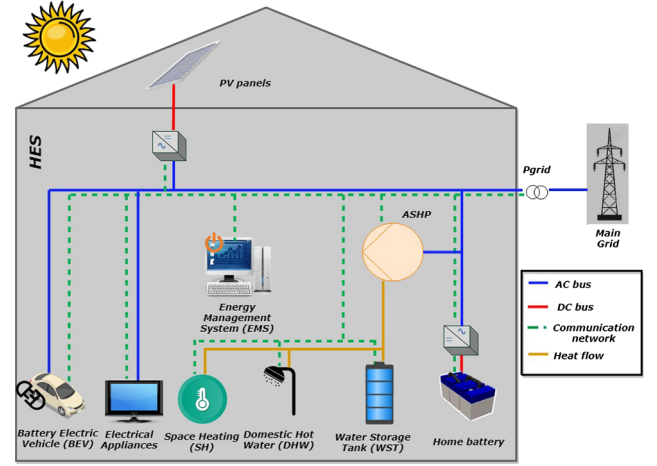 PV panels
HES
Pgrid
ASHP
Main
Grid
Energy
Management
System (EMS)
AC bus
DC bus
Communication
network
Heat flow
Battery Electric
Vehicle (BEV)
Electrical
Appliances
Space Heating
(SH)
Domestic Hot
Water (DHW)
Water Storage
Tank (WST)
Home battery